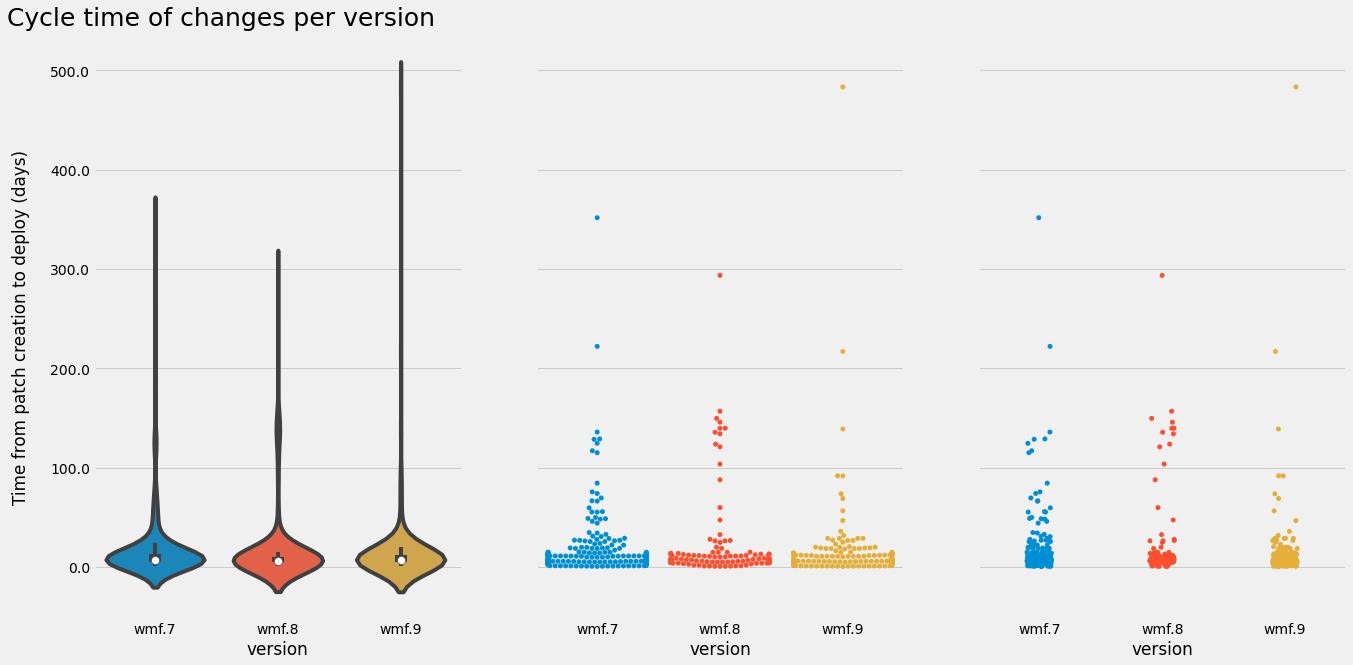 Cycle time of changes per version
Time from patch creation to deploy (days)
500.0
400.0
300.0
200.0
100.0
0.0
wmf.7 wmf.8 wmf.9 wmf.7 wmf.8 wmf.9 wmf.7 wmf.8 wmf.9
version version version